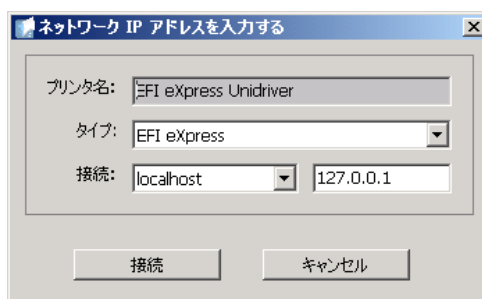 ネットワーク IP アドレスを入力する
プリンタ名: EFI eXpress Unidriver
タイプ: EFI eXpress
接続: localhost 127.0.0.1
接続 キャンセル